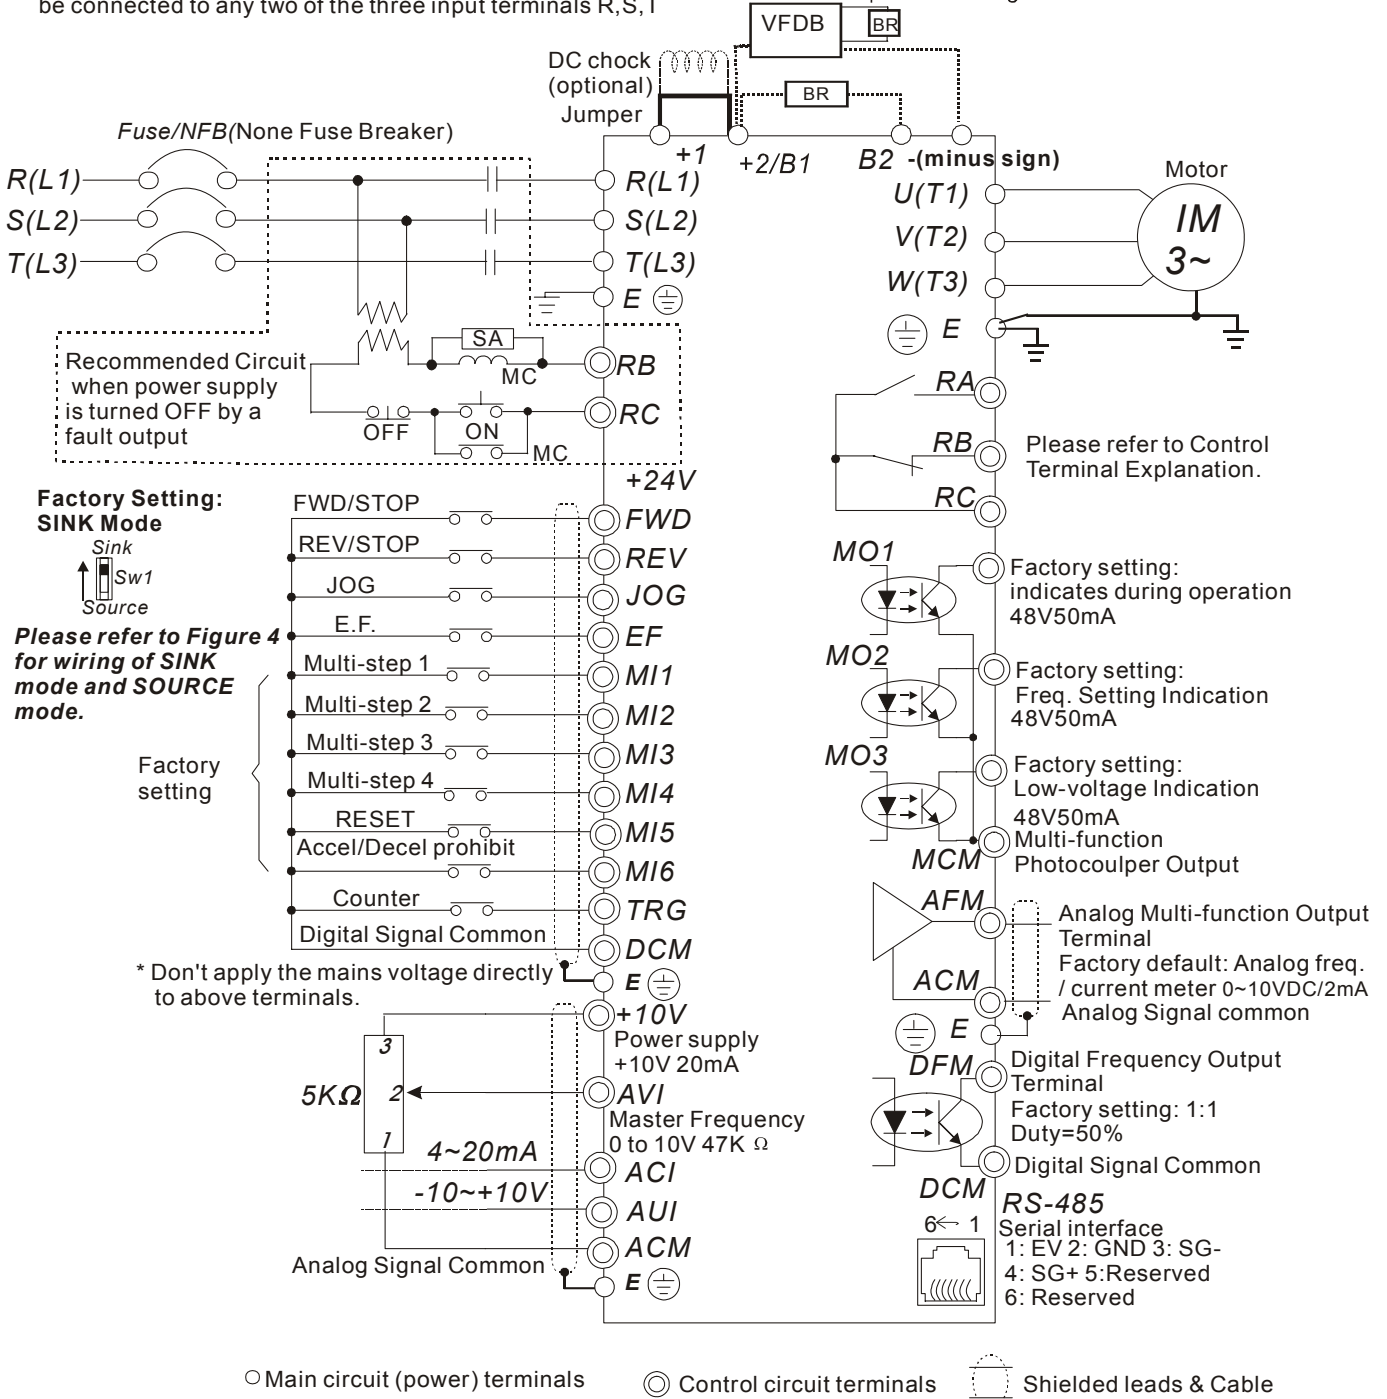 be connected to any two of the three input terminals R,S,T
VFDB
BR
DC chock
(optional)
Jumper
BR
Fuse/NFB(None Fuse Breaker)
+1
+2/B1
B2
-(minus sign)
R(L1)
S(L2)
T(L3)
R(L1)
S(L2)
T(L3)
E
U(T1)
V(T2)
W(T3)
E
Motor
IM
3~
Recommended Circuit
when power supply
is turned OFF by a
fault output
SA
MC
OFF
ON
MC
RB
RC
RA
RB
RC
Please refer to Control
Terminal Explanation.
+24V
Factory Setting:
SINK Mode
Sink
Sw1
Source
Please refer to Figure 4
for wiring of SINK
mode and SOURCE
mode.
Factory
setting
FWD/STOP
FWD
REV/STOP
REV
JOG
JOG
E.F.
EF
Multi-step 1
MI1
Multi-step 2
MI2
Multi-step 3
MI3
Multi-step 4
MI4
RESET
MI5
Accel/Decel prohibit
MI6
Counter
TRG
Digital Signal Common
DCM
* Don't apply the mains voltage directly
to above terminals.
E
MO1
Factory setting:
indicates during operation
48V50mA
MO2
Factory setting:
Freq. Setting Indication
48V50mA
MO3
Factory setting:
Low-voltage Indication
48V50mA
MCM
Multi-function
Photocoulper Output
AFM
Analog Multi-function Output
Terminal
Factory default: Analog freq.
/ current meter 0~10VDC/2mA
ACM
Analog Signal common
E
+10V
Power supply
+10V 20mA
3
5KΩ
2
1
AVI
Master Frequency
0 to 10V 47K Ω
4~20mA
ACI
-10~+10V
AUI
ACM
Analog Signal Common
E
DFM
Digital Frequency Output
Terminal
Factory setting: 1:1
Duty=50%
Digital Signal Common
DCM
RS-485
Serial interface
6← 1
1: EV 2: GND 3: SG-
4: SG+ 5:Reserved
6: Reserved
Main circuit (power) terminals
Control circuit terminals
Shielded leads & Cable